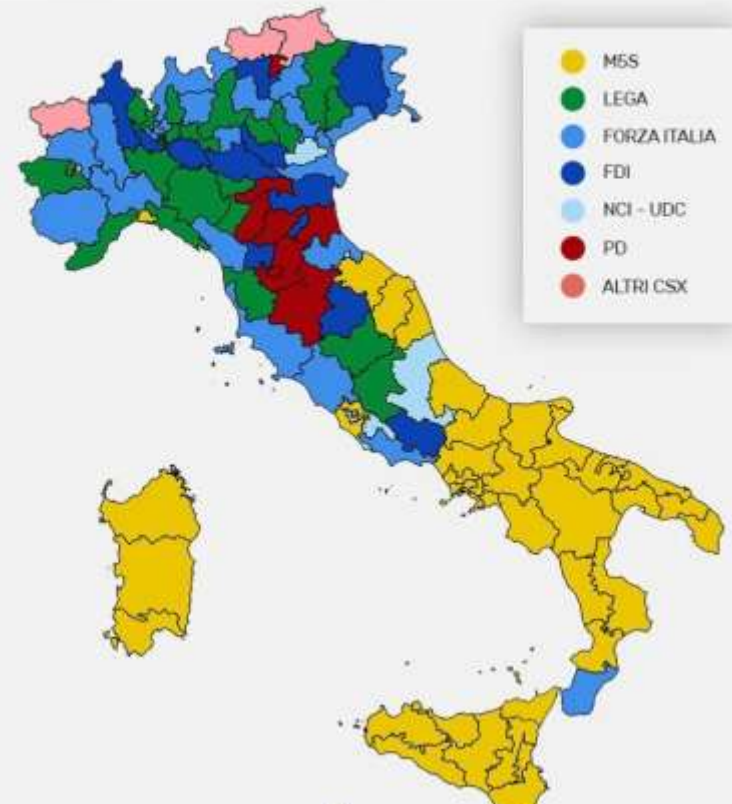 M5S
LEGA
FORZA ITALIA
FDI
NCI - UDC
PD
ALTRI CSX